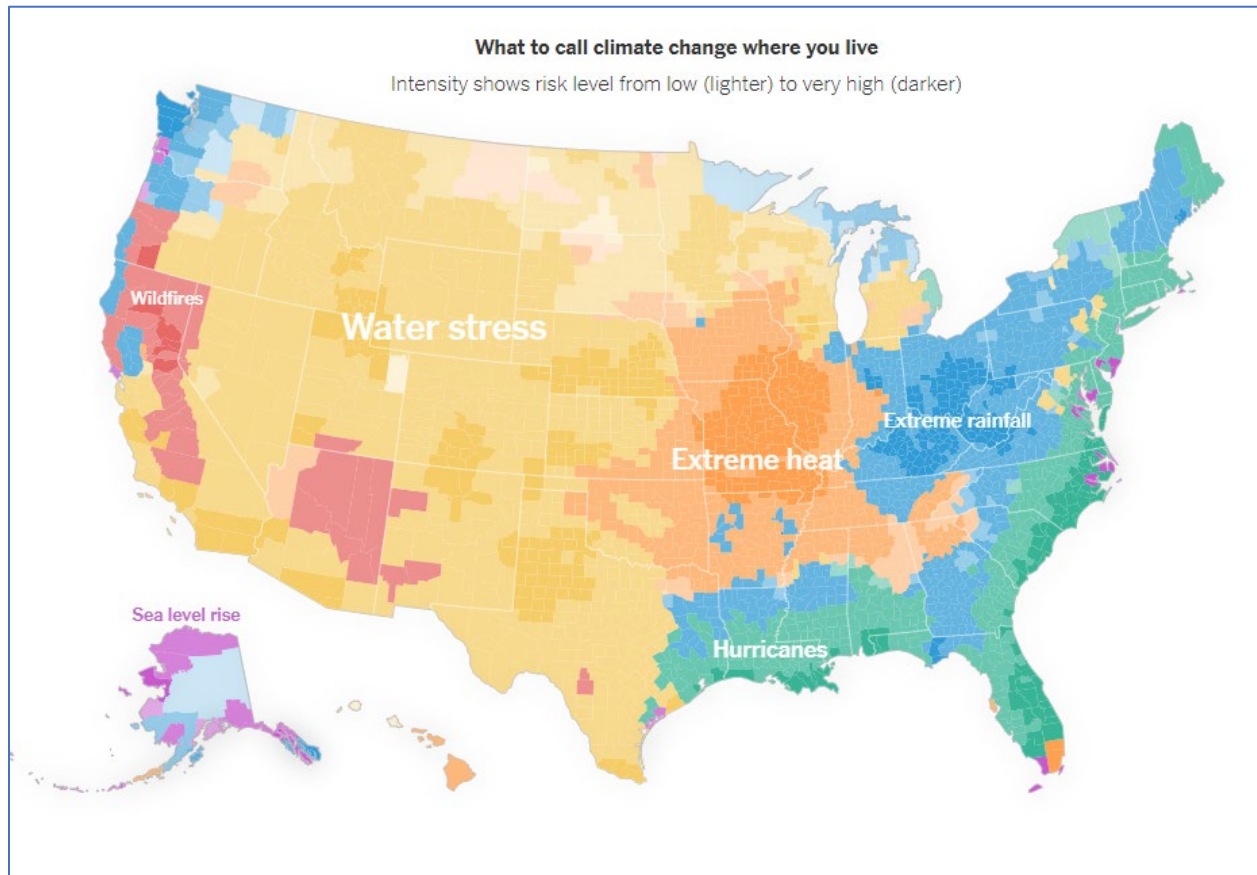 What to call climate change where you live
Intensity shows risk level from low (lighter) to very high (darker)
Wildfires
Water stress
Extreme rainfall
Extreme heat
Sea level rise
Hurricanes